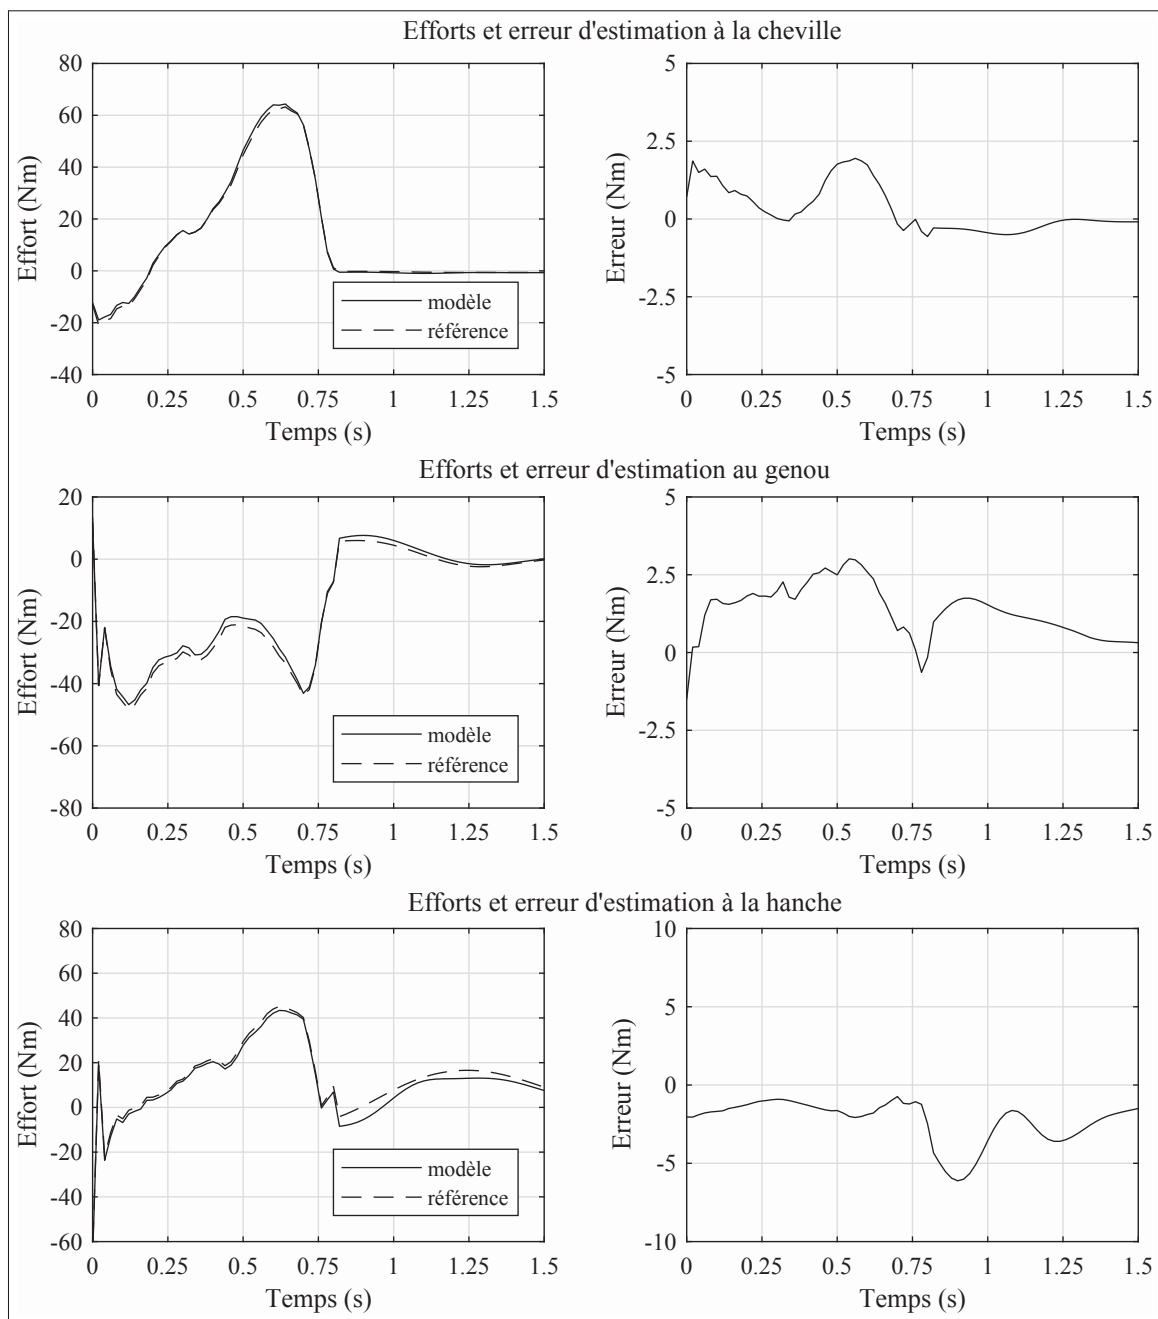 Efforts et erreur d'estimation à la cheville
80
60
40
20
0
-20
-40
Effort (Nm)
modèle
référence
0 0.25 0.5 0.75 1 1.25 1.5
Temps (s)
5
2.5
0
-2.5
-5
Erreur (Nm)
0 0.25 0.5 0.75 1 1.25 1.5
Temps (s)
Efforts et erreur d'estimation au genou
20
0
-20
-40
-60
-80
Effort (Nm)
modèle
référence
0 0.25 0.5 0.75 1 1.25 1.5
Temps (s)
5
2.5
0
-2.5
-5
Erreur (Nm)
0 0.25 0.5 0.75 1 1.25 1.5
Temps (s)
Efforts et erreur d'estimation à la hanche
80
60
40
20
0
-20
-40
-60
Effort (Nm)
modèle
référence
0 0.25 0.5 0.75 1 1.25 1.5
Temps (s)
10
5
0
-5
-10
Erreur (Nm)
0 0.25 0.5 0.75 1 1.25 1.5
Temps (s)